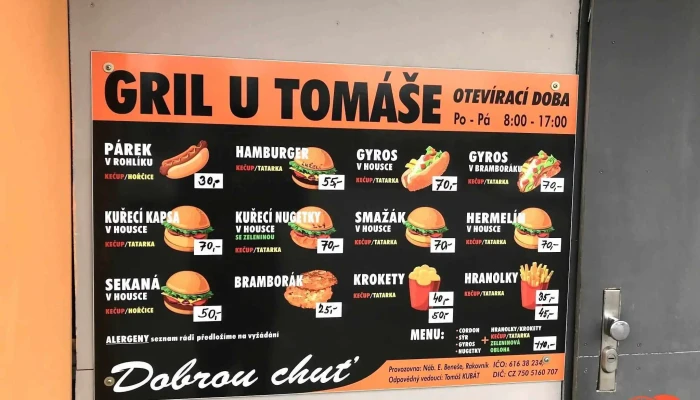 GRIL U TOMÁŠE
OTEVÍRACÍ DOBA
Po - Pá 8:00 - 17:00
PÁREK
V ROHLÍKU
KEČUP/HOŘČICE
30,-
HAMBURGER
KEČUP/TATARKA
55,-
GYROS
V HOUSCE
KEČUP/TATARKA
70,-
GYROS
V BRAMBORÁKU
KEČUP/TATARKA
70,-
KUŘECÍ KAPSA
V HOUSCE
KEČUP/TATARKA
70,-
KUŘECÍ NUGETKY
V HOUSCE
SE ZELENINOU
KEČUP/TATARKA
70,-
SMAŽÁK
V HOUSCE
KEČUP/TATARKA
70,-
HERMELÍN
V HOUSCE
KEČUP/TATARKA
70,-
SEKANÁ
V HOUSCE
KEČUP/HOŘČICE
50,-
BRAMBORÁK
25,-
KROKETY
KEČUP/TATARKA
40,-
50,-
HRANOLKY
KEČUP/TATARKA
35,-
45,-
ALERGENY seznam rádi předložíme na vyžádání
MENU:
- CORDON
- SÝR
- GYROS
- NUGETKY
+
HRANOLKY/KROKETY
KEČUP/TATARKA
ZELENINOVÁ
OBLOHA
110,-
Dobrou chuť
Provozovna: Náb. E. Beneše, Rakovník
Odpovědný vedoucí: Tomáš KUBÁT
IČO: 616 38 234
DIČ: CZ 750 5160 707